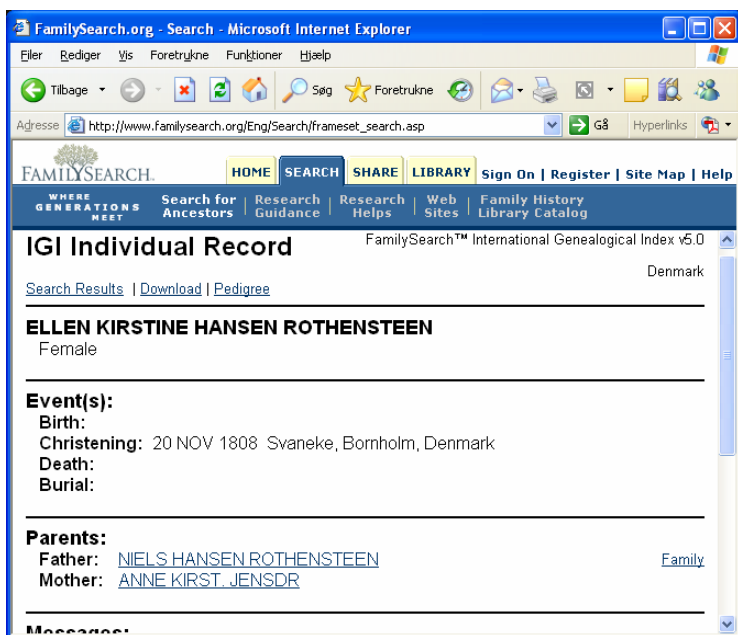 FamilySearch.org - Search - Microsoft Internet Explorer
Filer Rediger Vis Foretrukne Funktioner Hjælp
Tilbage Søg Foretrukne
Adresse http://www.familysearch.org/Eng/Search/frameset_search.asp Gå Hyperlinks
FAMILYSEARCH. HOME SEARCH SHARE LIBRARY Sign On | Register | Site Map | Help
WHERE GENERATIONS MEET
Search for Ancestors | Research Guidance | Research Helps | Web Sites | Family History Library Catalog
IGI Individual Record FamilySearch™ International Genealogical Index v5.0
Denmark
Search Results | Download | Pedigree
ELLEN KIRSTINE HANSEN ROTHENSTEEN
Female
Event(s):
Birth:
Christening: 20 NOV 1808 Svaneke, Bornholm, Denmark
Death:
Burial:
Parents:
Father: NIELS HANSEN ROTHENSTEEN Family
Mother: ANNE KIRST. JENSDR
Messages: